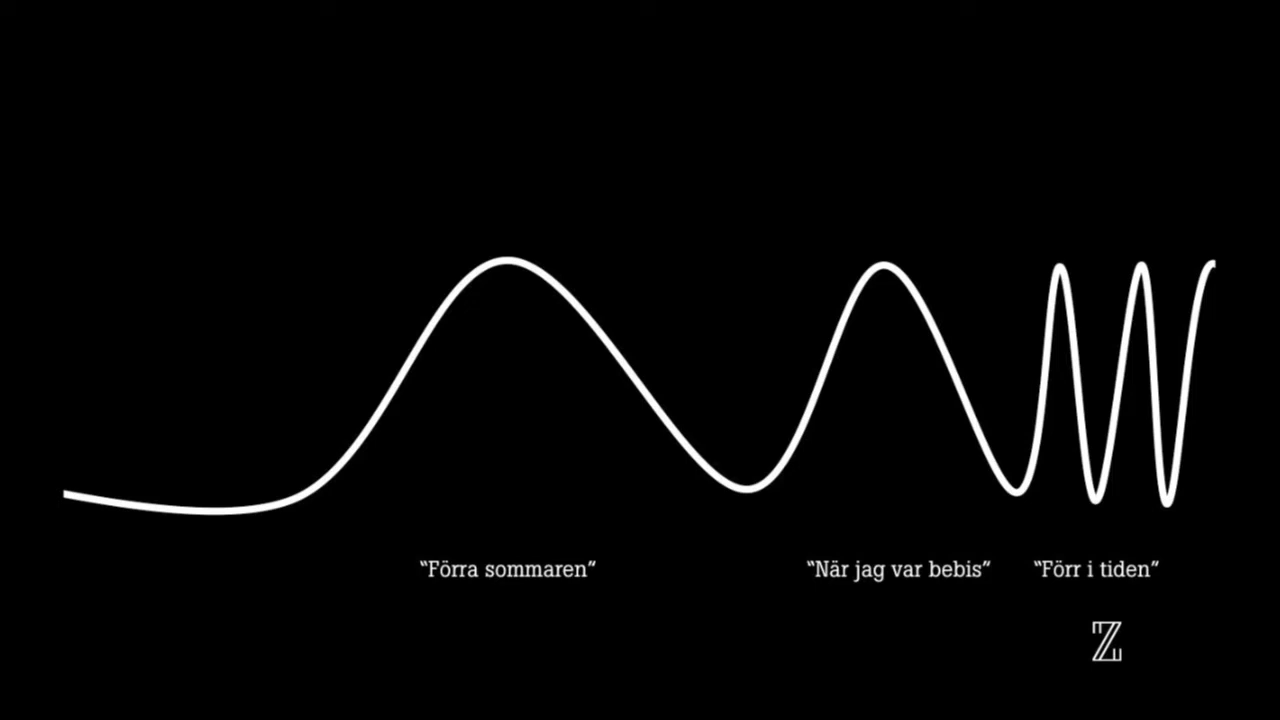 “Förra sommaren”
“När jag var bebis”
“Förr i tiden”
Z